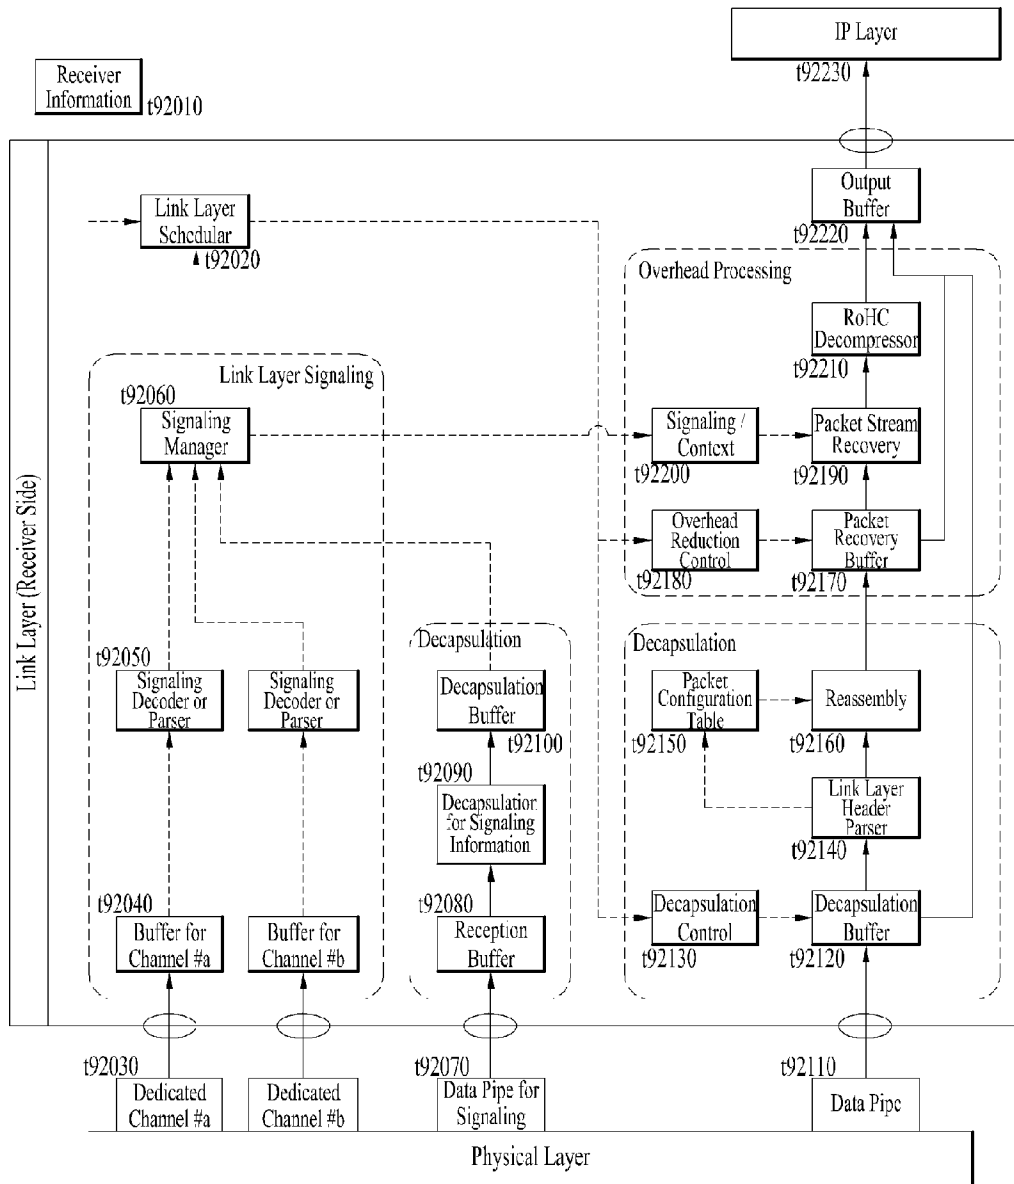 IP Layer
t92230
Receiver
Information
t92010
Output
Buffer
t92220
Link Layer
Schedular
t92020
Overhead Processing
RoHC
Decompressor
t92210
Link Layer Signaling
t92060
Signaling
Manager
Signaling /
Context
t92200
Packet Stream
Recovery
t92190
Overhead
Reduction
Control
t92180
Packet
Recovery
Buffer
t92170
Link Layer (Receiver Side)
Decapsulation
Decapsulation
t92050
Signaling
Decoder or
Parser
Signaling
Decoder or
Parser
Decapsulation
Buffer
t92100
Packet
Configuration
Table
t92150
Reassembly
t92160
t92090
Decapsulation
for Signaling
Information
Link Layer
Header
Parser
t92140
t92040
Buffer for
Channel #a
Buffer for
Channel #b
t92080
Reception
Buffer
Decapsulation
Control
t92130
Decapsulation
Buffer
t92120
t92030
Dedicated
Channel #a
Dedicated
Channel #b
t92070
Data Pipe for
Signaling
t92110
Data Pipe
Physical Layer